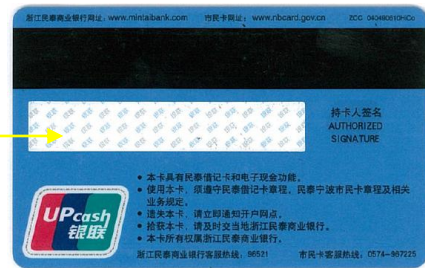 浙江民泰商业银行网址：www.mintaibank.com 市民卡网址：www.nbcard.gov.cn
持卡人签名
AUTHORIZED
SIGNATURE
• 本卡具有民泰借记卡和电子现金功能。
• 使用本卡，须遵守民泰借记卡章程、民泰宁波市民卡章程及相关
业务规定。
• 遗失本卡，请立即通知开户网点。
• 拾获本卡，请及时交当地浙江民泰商业银行。
• 本卡所有权属浙江民泰商业银行。
UPcash
银联
浙江民泰商业银行客服热线：96521 市民卡客服热线：0574-967225